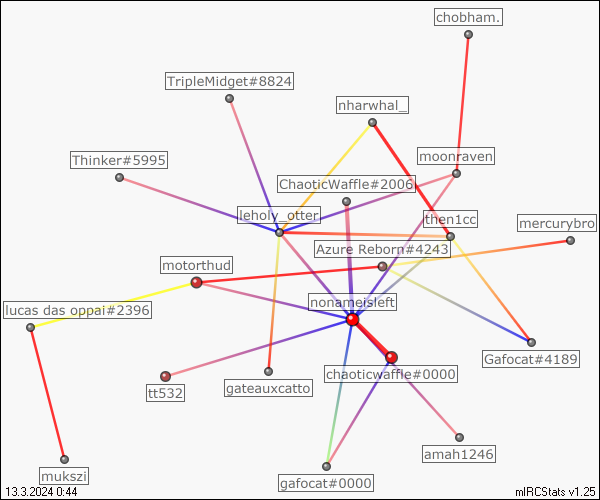 chobham.
TripleMidget#8824
nharwhal_
Thinker#5995
moonraven
ChaoticWaffle#2006
leholy_otter
then1cc
mercurybro
Azure Reborn#4243
motorthud
nonameisleft
lucas das oppai#2396
Gafocat#4189
chaoticwaffle#0000
tt532
gateauxcatto
amah1246
mukszi
gafocat#0000
13.3.2024 0:44
mIRCStats v1.25